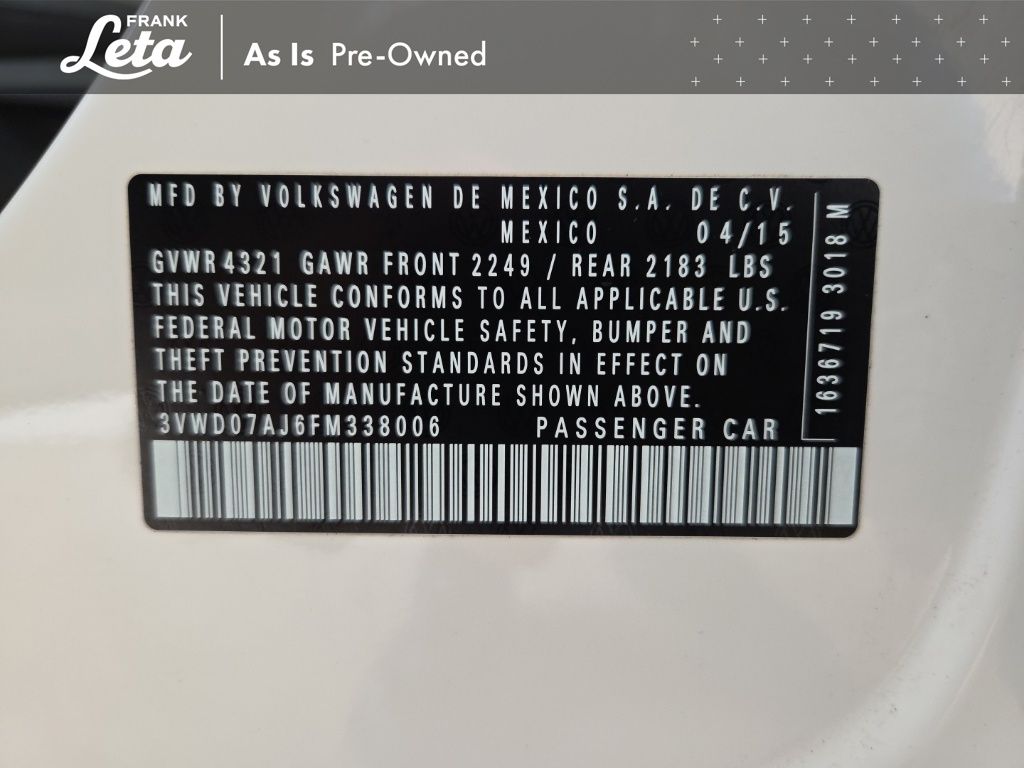 FRANK
Leta
As Is Pre-Owned
MFD BY VOLKSWAGEN DE MEXICO S.A. DE C.V.
MEXICO 04/15
GVWR 4321 GAWR FRONT 2249 / REAR 2183 LBS
THIS VEHICLE CONFORMS TO ALL APPLICABLE U.S.
FEDERAL MOTOR VEHICLE SAFETY, BUMPER AND
THEFT PREVENTION STANDARDS IN EFFECT ON
THE DATE OF MANUFACTURE SHOWN ABOVE.
3VWD07AJ6FM338006 PASSENGER CAR
1636719 3018 M